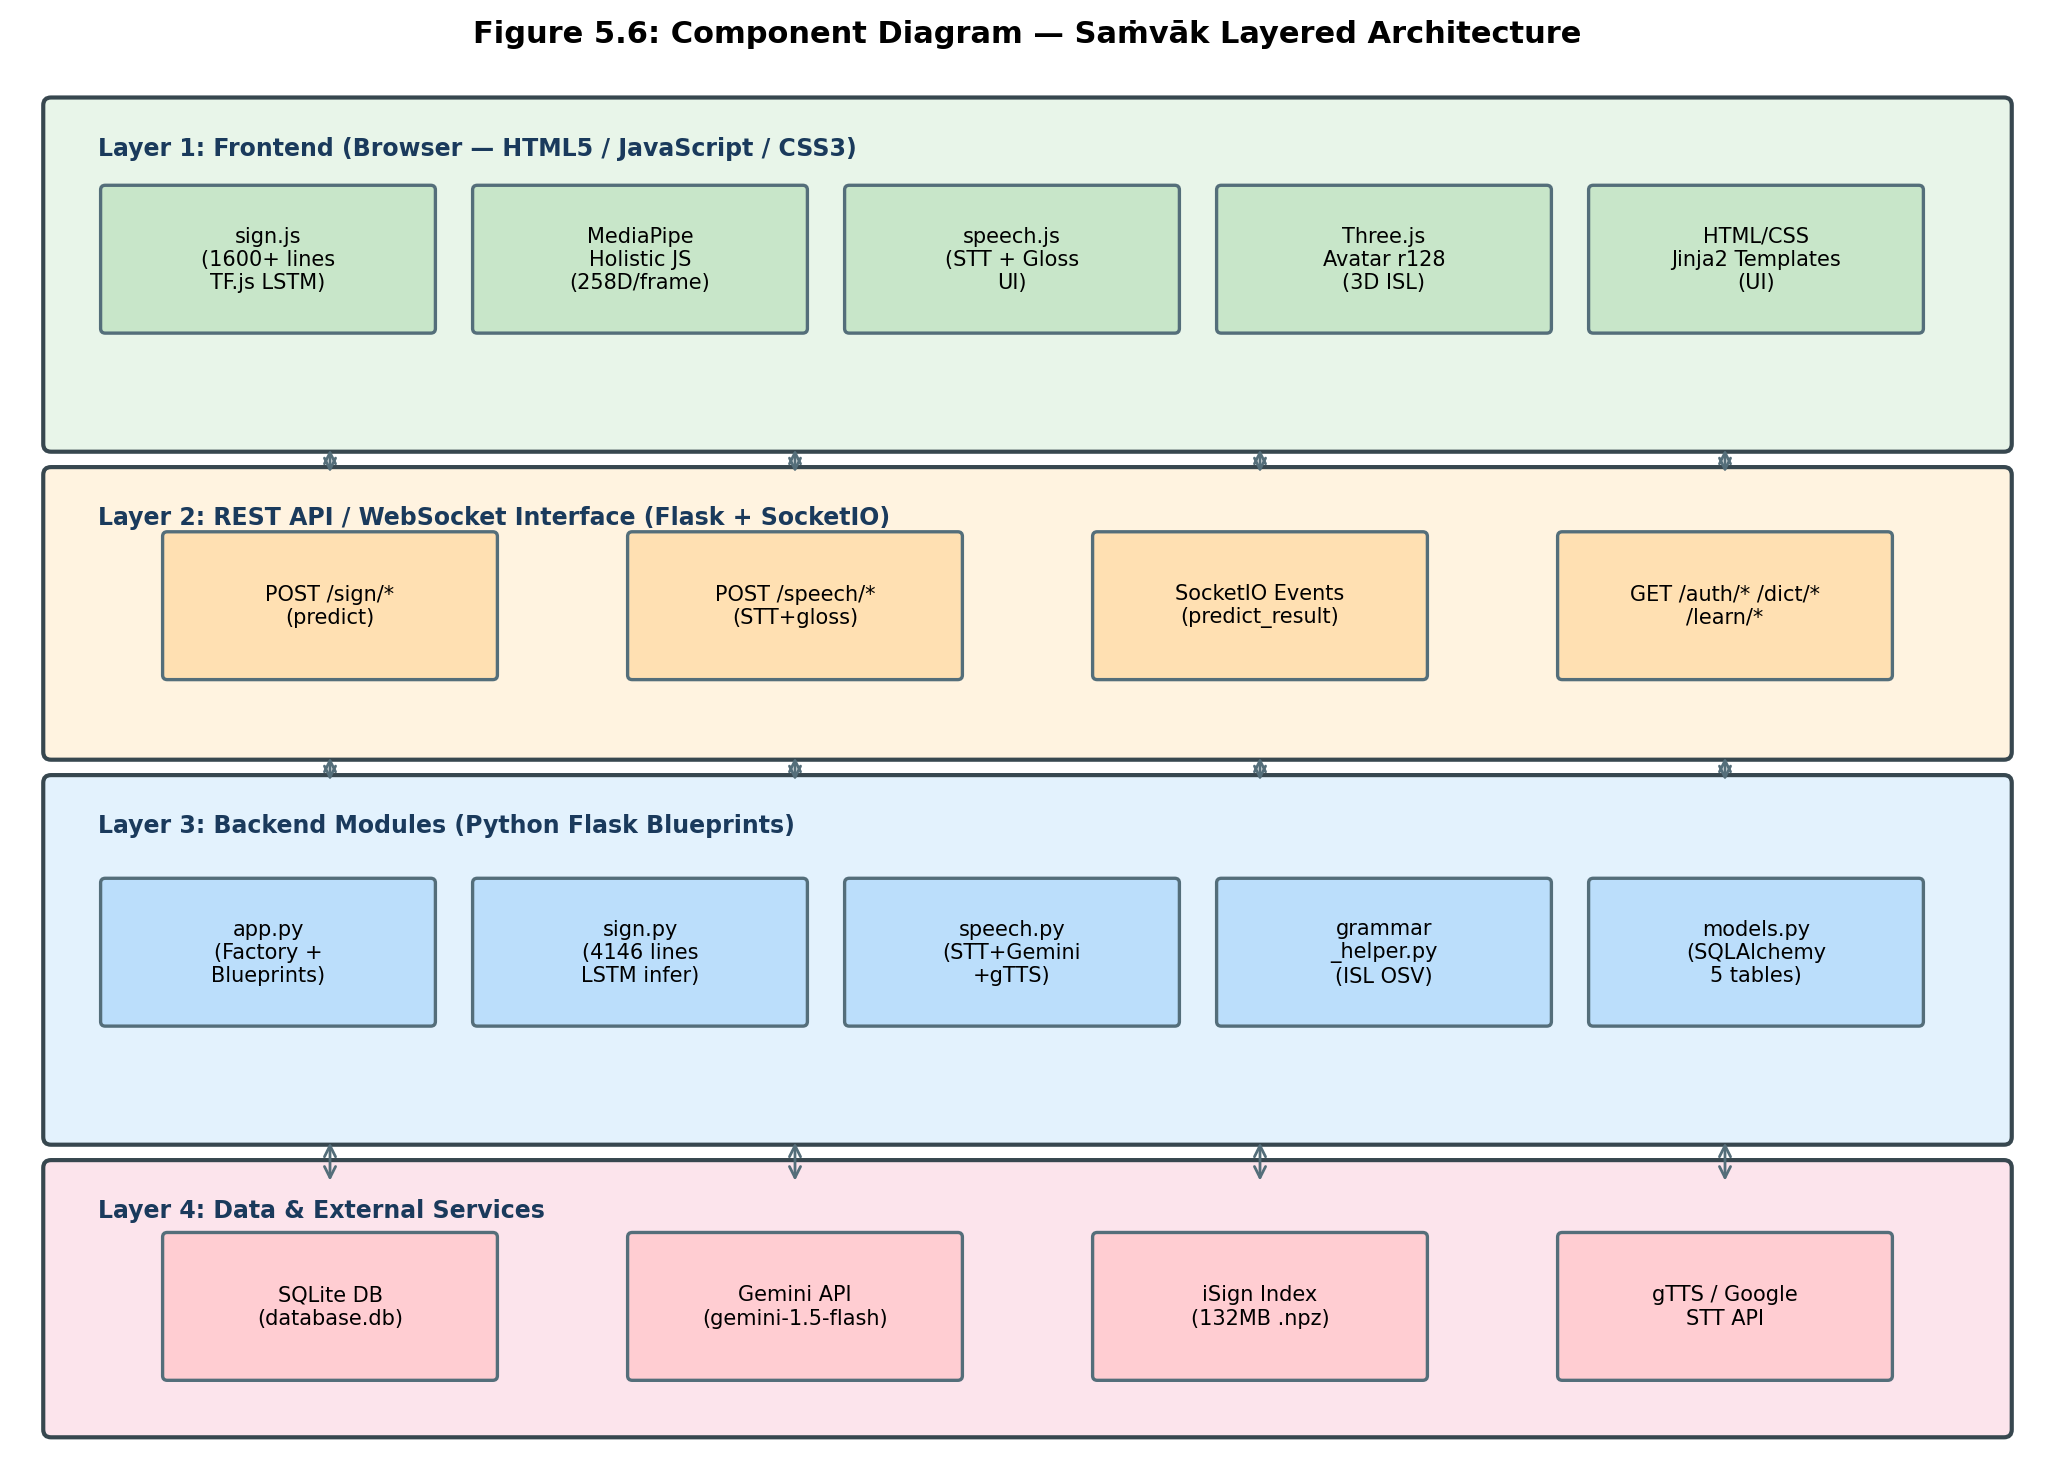 Figure 5.6: Component Diagram — Saṁvāk Layered Architecture
Layer 1: Frontend (Browser — HTML5 / JavaScript / CSS3)
sign.js
(1600+ lines
TF.js LSTM)
MediaPipe
Holistic JS
(258D/frame)
speech.js
(STT + Gloss
UI)
Three.js
Avatar r128
(3D ISL)
HTML/CSS
Jinja2 Templates
(UI)
Layer 2: REST API / WebSocket Interface (Flask + SocketIO)
POST /sign/*
(predict)
POST /speech/*
(STT+gloss)
SocketIO Events
(predict_result)
GET /auth/* /dict/*
/learn/*
Layer 3: Backend Modules (Python Flask Blueprints)
app.py
(Factory +
Blueprints)
sign.py
(4146 lines
LSTM infer)
speech.py
(STT+Gemini
+gTTS)
grammar
_helper.py
(ISL OSV)
models.py
(SQLAlchemy
5 tables)
Layer 4: Data & External Services
SQLite DB
(database.db)
Gemini API
(gemini-1.5-flash)
iSign Index
(132MB .npz)
gTTS / Google
STT API